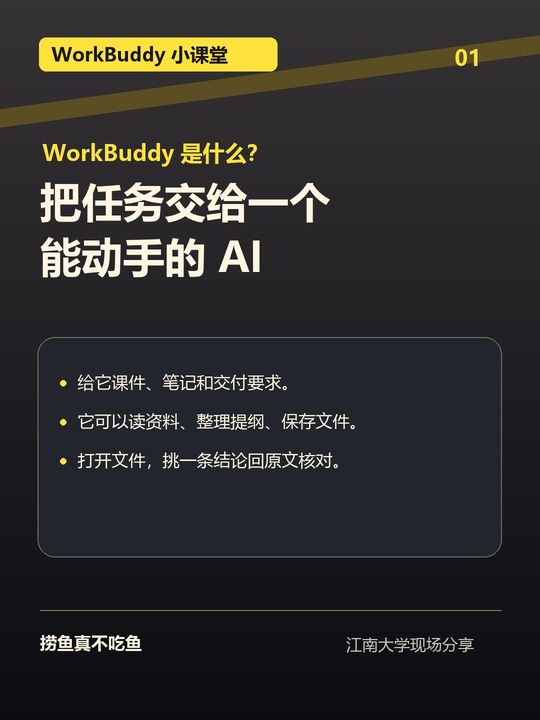 WorkBuddy 小课堂
01
WorkBuddy 是什么?
把任务交给一个
能动手的 AI
给它课件、笔记和交付要求。
它可以读资料、整理提纲、保存文件。
打开文件，挑一条结论回原文核对。
捞鱼真不吃鱼
江南大学现场分享